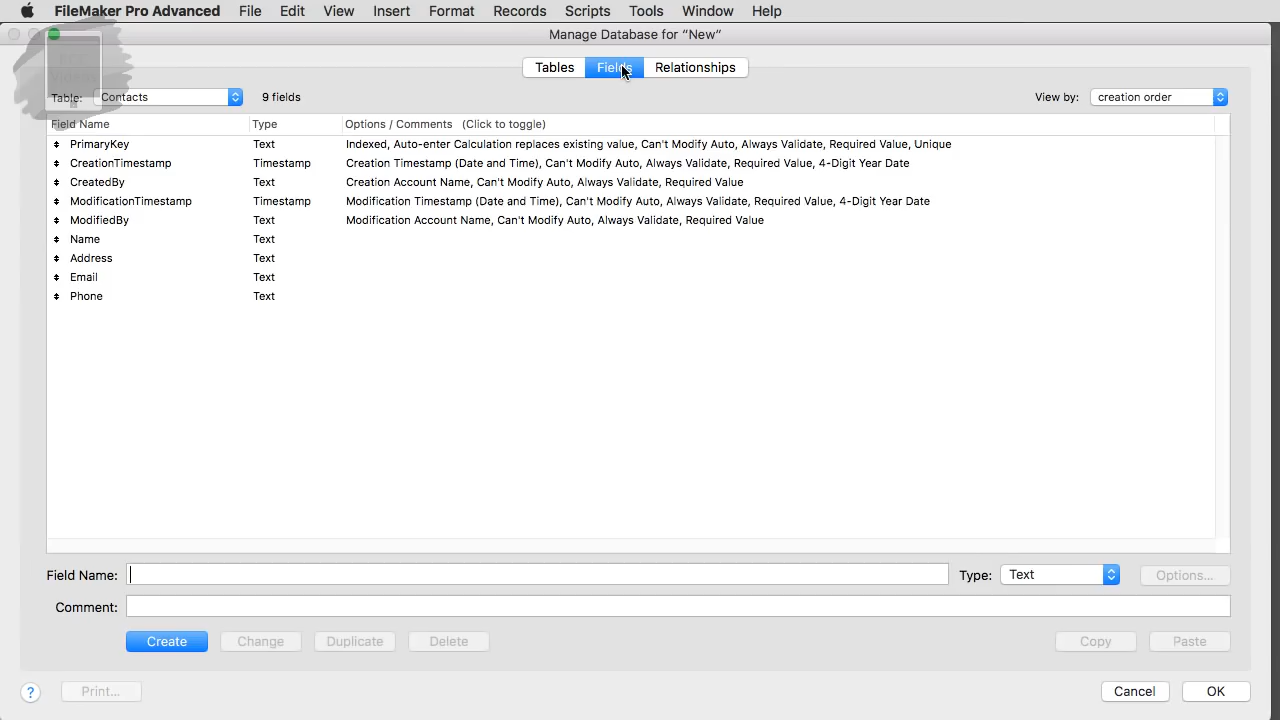 FileMaker Pro Advanced File Edit View Insert Format Records Scripts Tools Window Help
Manage Database for “New”
Tables Fields Relationships
Table: Contacts 9 fields View by: creation order
Field Name Type Options / Comments (Click to toggle)
PrimaryKey Text Indexed, Auto-enter Calculation replaces existing value, Can't Modify Auto, Always Validate, Required Value, Unique
CreationTimestamp Timestamp Creation Timestamp (Date and Time), Can't Modify Auto, Always Validate, Required Value, 4-Digit Year Date
CreatedBy Text Creation Account Name, Can't Modify Auto, Always Validate, Required Value
ModificationTimestamp Timestamp Modification Timestamp (Date and Time), Can't Modify Auto, Always Validate, Required Value, 4-Digit Year Date
ModifiedBy Text Modification Account Name, Can't Modify Auto, Always Validate, Required Value
Name Text
Address Text
Email Text
Phone Text
Field Name: Type: Text Options...
Comment:
Create Change Duplicate Delete Copy Paste
? Print... Cancel OK